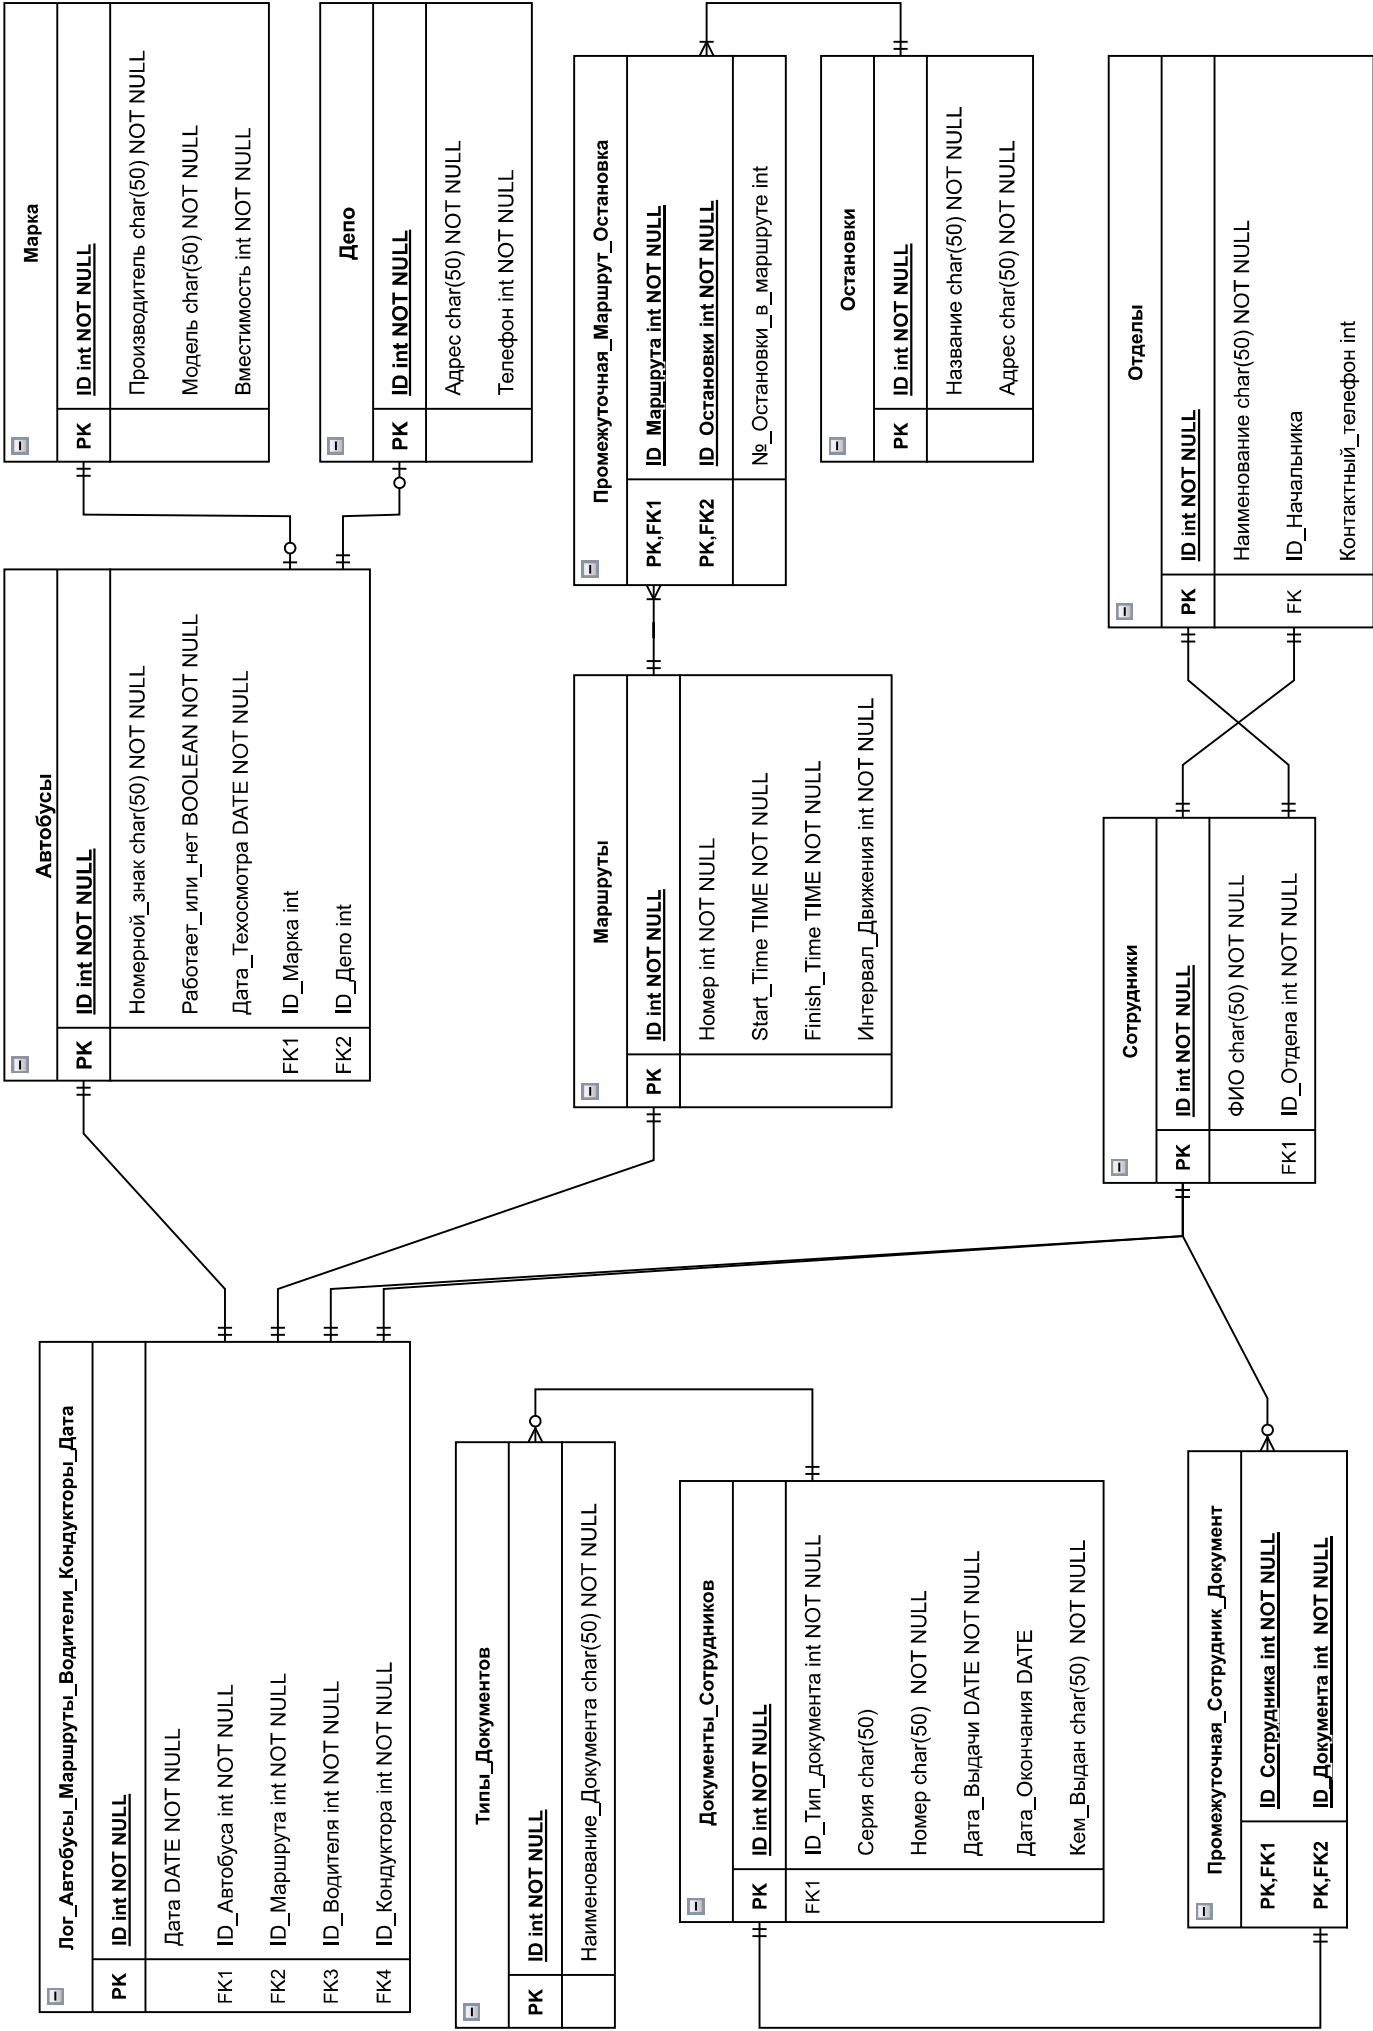 Лог_Автобусы_Маршруты_Водители_Кондукторы_Дата
PK ID int NOT NULL
Дата DATE NOT NULL
FK1 ID_Автобуса int NOT NULL
FK2 ID_Маршрута int NOT NULL
FK3 ID_Водителя int NOT NULL
FK4 ID_Кондуктора int NOT NULL
Автобусы
PK ID int NOT NULL
Номерной_знак char(50) NOT NULL
Работает_или_нет BOOLEAN NOT NULL
Дата_Техосмотра DATE NOT NULL
FK1 ID_Марка int
FK2 ID_Депо int
Марка
PK ID int NOT NULL
Производитель char(50) NOT NULL
Модель char(50) NOT NULL
Вместимость int NOT NULL
Депо
PK ID int NOT NULL
Адрес char(50) NOT NULL
Телефон int NOT NULL
Типы_Документов
PK ID int NOT NULL
Наименование_Документа char(50) NOT NULL
Маршруты
PK ID int NOT NULL
Номер int NOT NULL
Start_Time TIME NOT NULL
Finish_Time TIME NOT NULL
Интервал_Движения int NOT NULL
Промежуточная_Маршрут_Остановка
PK,FK1 ID_Маршрута int NOT NULL
PK,FK2 ID_Остановки int NOT NULL
№_Остановки_в_маршруте int
Остановки
PK ID int NOT NULL
Название char(50) NOT NULL
Адрес char(50) NOT NULL
Документы_Сотрудников
PK ID int NOT NULL
FK1 ID_Тип_документа int NOT NULL
Серия char(50)
Номер char(50) NOT NULL
Дата_Выдачи DATE NOT NULL
Дата_Окончания DATE
Кем_Выдан char(50) NOT NULL
Сотрудники
PK ID int NOT NULL
ФИО char(50) NOT NULL
FK1 ID_Отдела int NOT NULL
Отделы
PK ID int NOT NULL
Наименование char(50) NOT NULL
FK ID_Начальника
Контактный_телефон int
Промежуточная_Сотрудник_Документ
PK,FK1 ID_Сотрудника int NOT NULL
PK,FK2 ID_Документа int NOT NULL